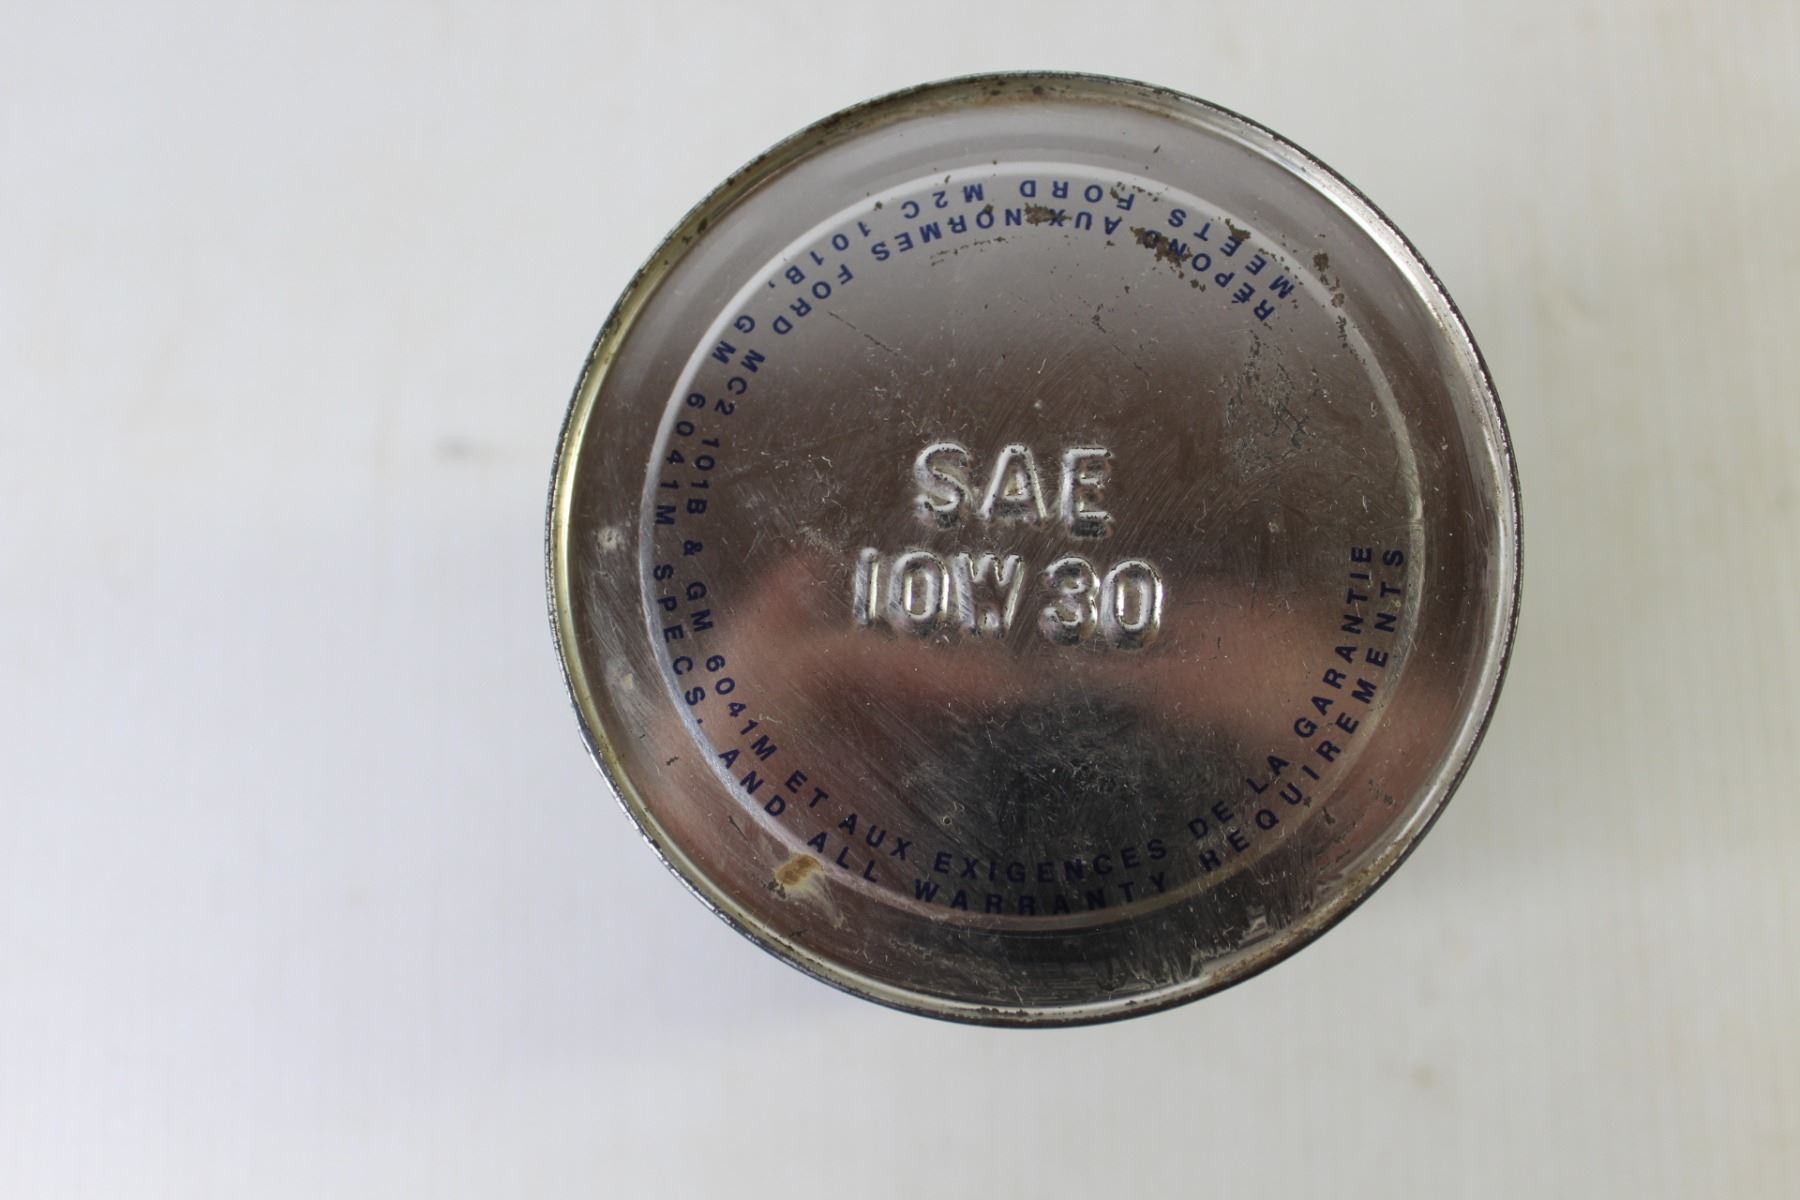 SAE
10W 30
MEETS FORD M2C 101B, GM 6041M SPECS. AND ALL WARRANTY REQUIREMENTS
RÉPOND AUX NORMES FORD MC2 101B & GM 6041M ET AUX EXIGENCES DE LA GARANTIE